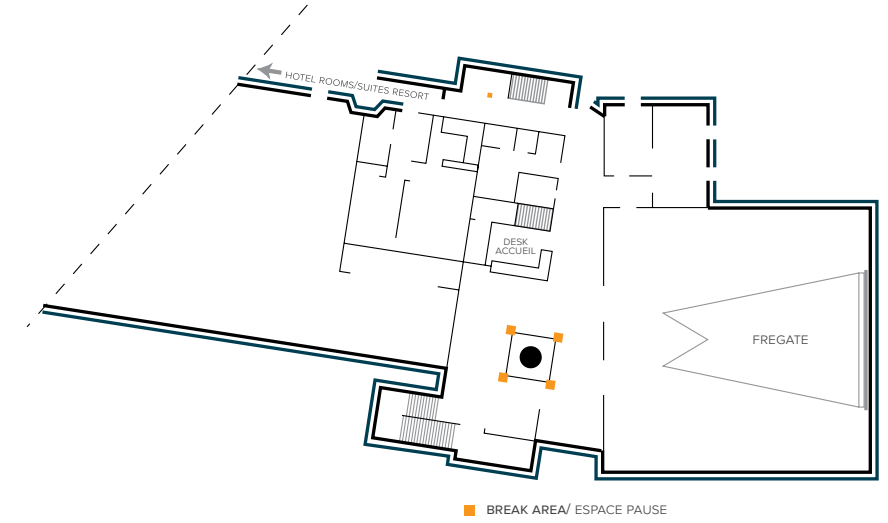 HOTEL ROOMS/SUITES RESORT
DESK
ACCUEIL
FREGATE
BREAK AREA/ ESPACE PAUSE